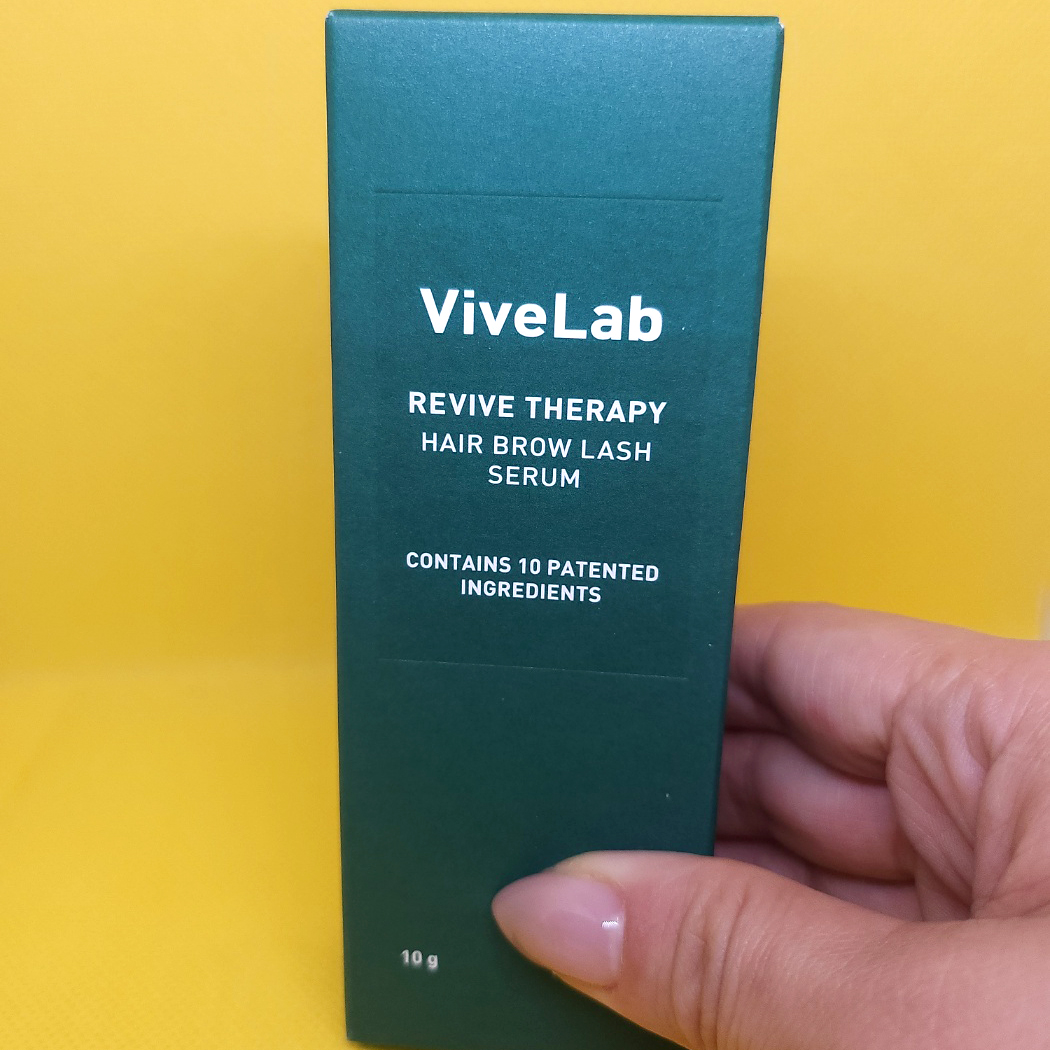 ViveLab
REVIVE THERAPY
HAIR BROW LASH
SERUM
CONTAINS 10 PATENTED
INGREDIENTS
10 g